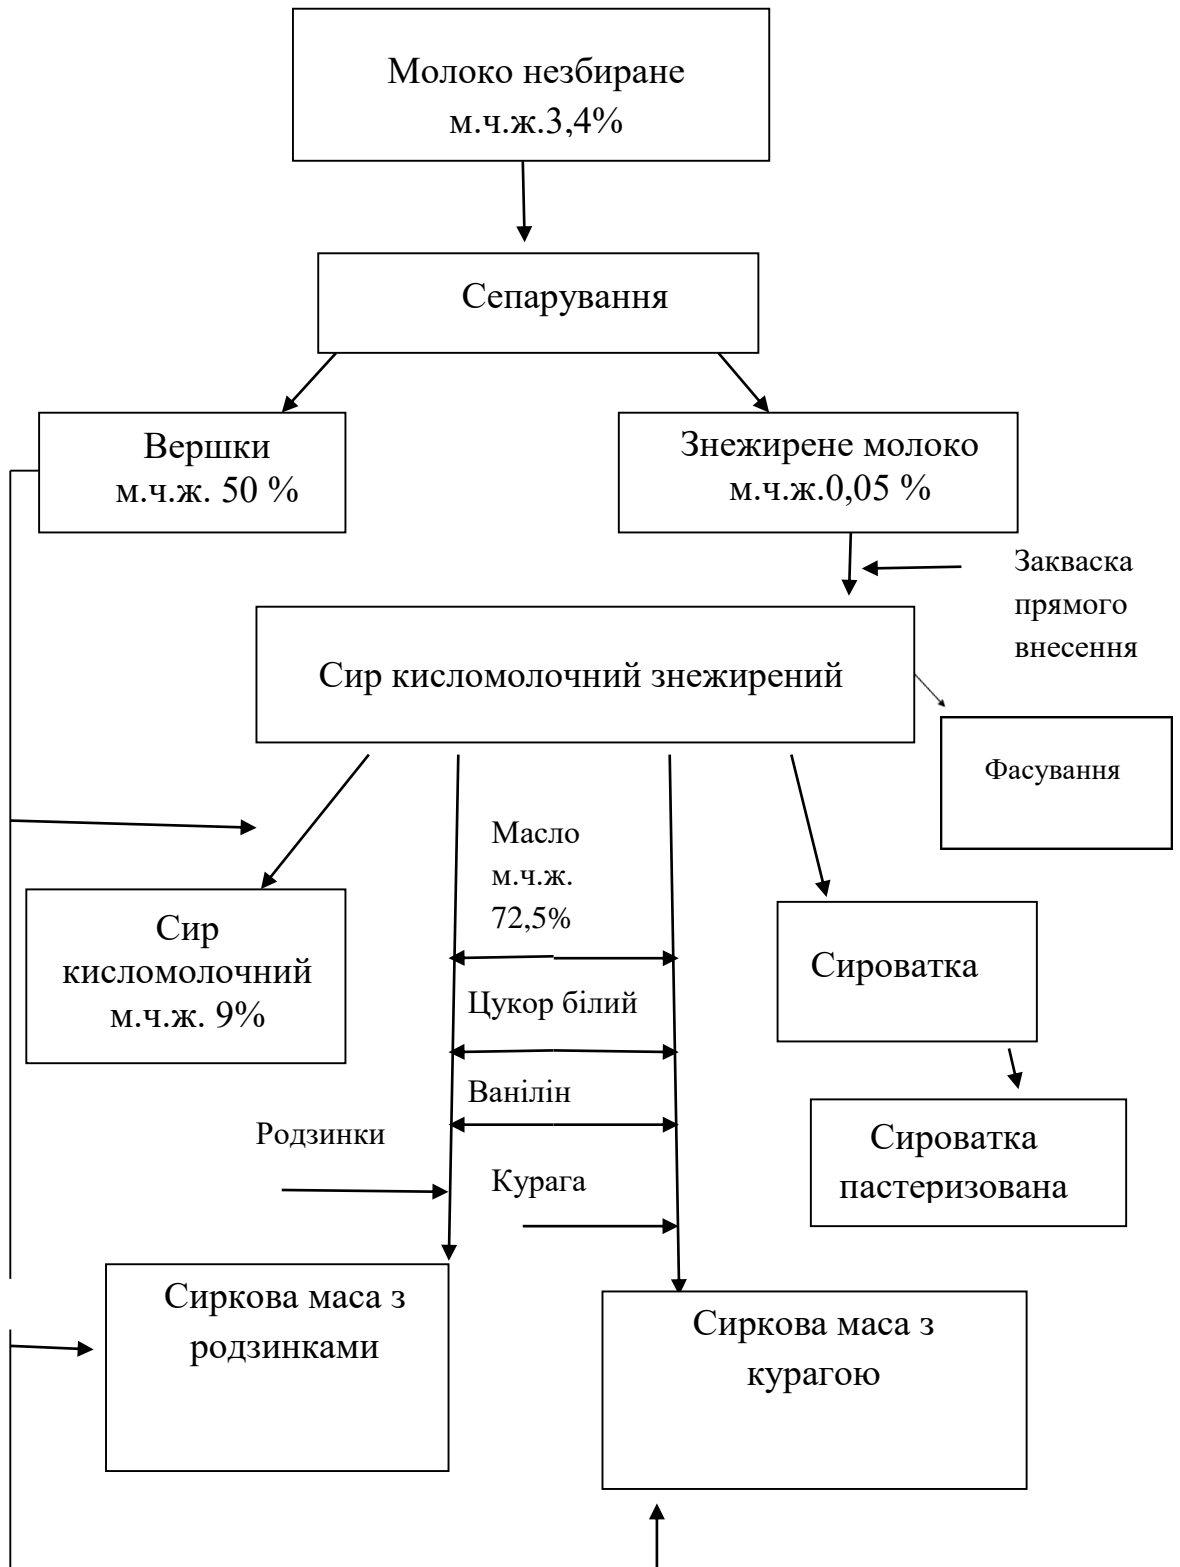 Молоко незбиране
м.ч.ж.3,4%
Сепарування
Вершки
м.ч.ж. 50 %
Знежирене молоко
м.ч.ж.0,05 %
Закваска
прямого
внесення
Сир кисломолочний знежирений
Фасування
Масло
м.ч.ж.
72,5%
Сир
кисломолочний
м.ч.ж. 9%
Сироватка
Цукор білий
Ванілін
Родзинки
Сироватка
пастеризована
Курага
Сиркова маса з
родзинками
Сиркова маса з
курагою